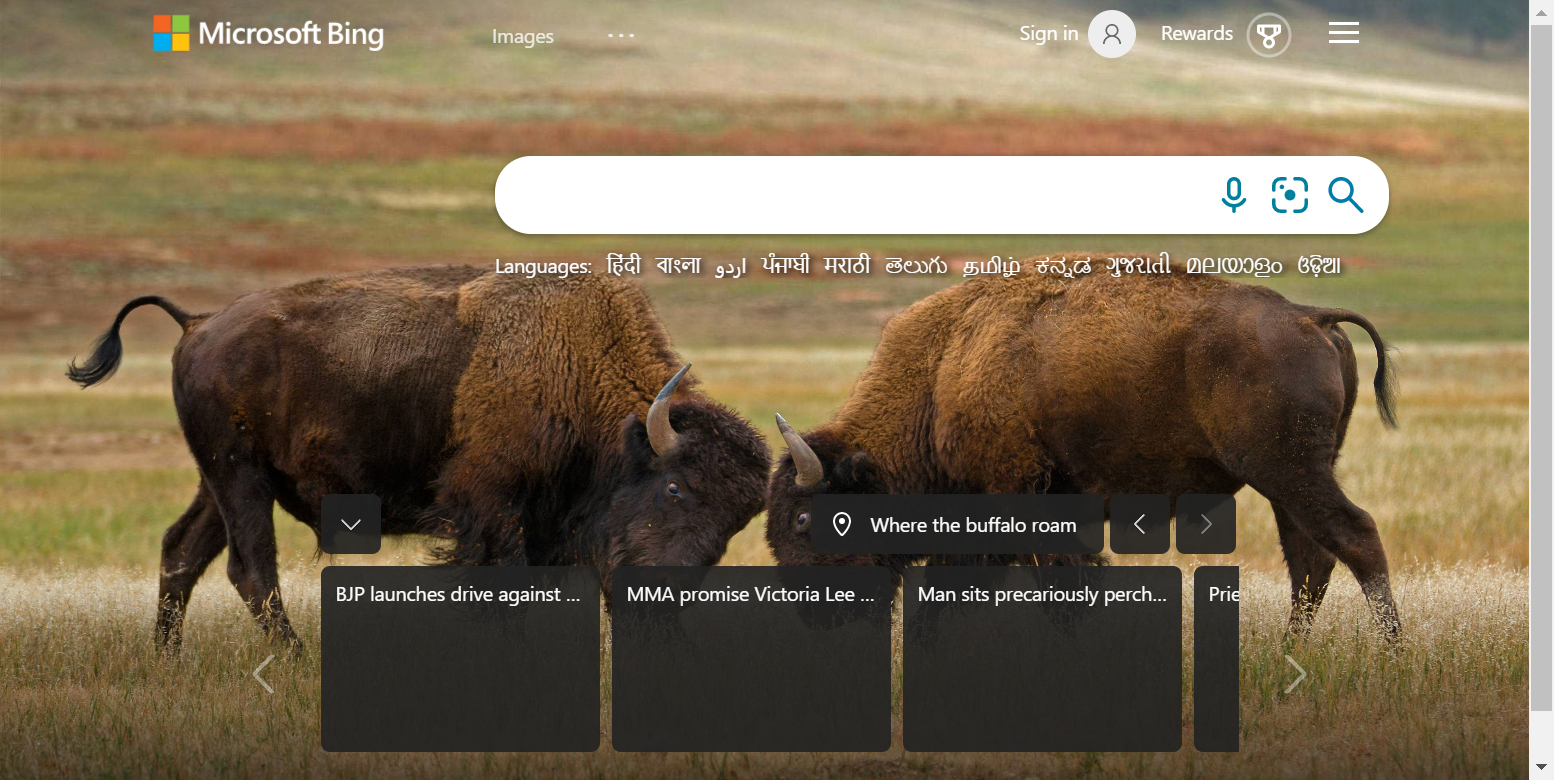 Microsoft Bing
Images
Sign in
Rewards
Languages: हिंदी বাংলা اردو ਪੰਜਾਬੀ मराठी తెలుగు தமிழ் ಕನ್ನಡ ગુજરાતી മലയാളം ଓଡ଼ିଆ
Where the buffalo roam
BJP launches drive against ...
MMA promise Victoria Lee ...
Man sits precariously perch...
Prie